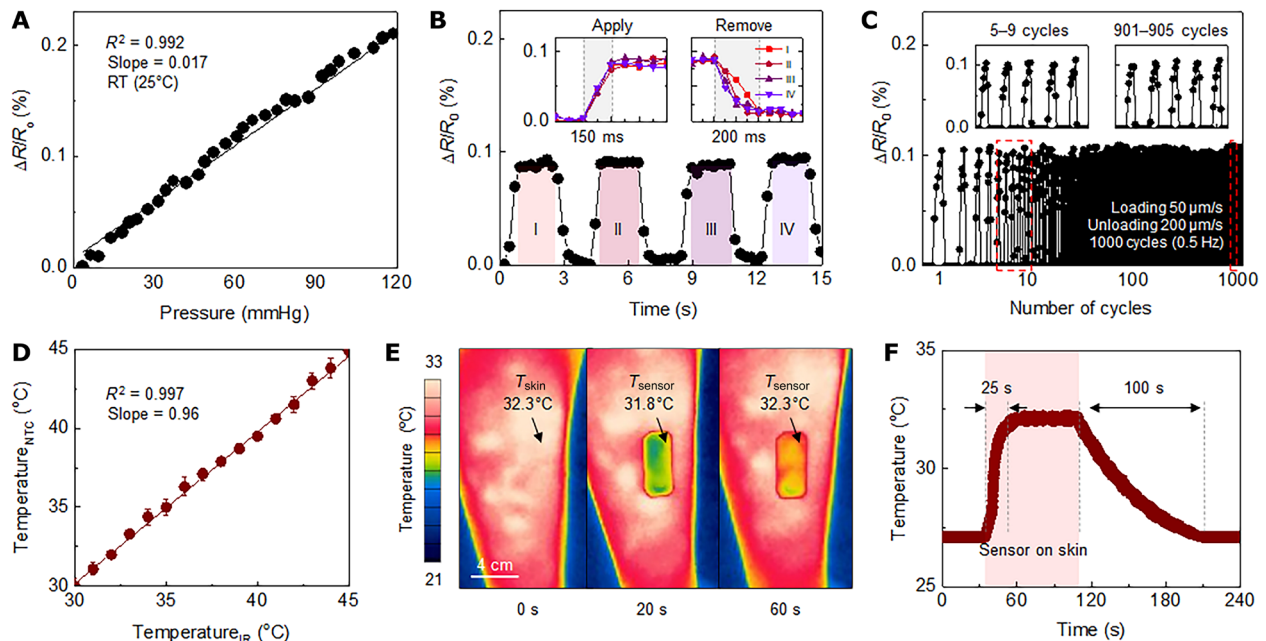 A
R² = 0.992
Slope = 0.017
RT (25°C)
ΔR/R₀ (%)
0.2
0.1
0.0
0 30 60 90 120
Pressure (mmHg)
B
Apply
Remove
0.1
0.0
I
II
III
IV
150 ms
200 ms
ΔR/R₀ (%)
0.2
0.1
0.0
I II III IV
0 3 6 9 12 15
Time (s)
C
5–9 cycles
901–905 cycles
0.1
0.0
ΔR/R₀ (%)
0.2
0.1
0.0
Loading 50 µm/s
Unloading 200 µm/s
1000 cycles (0.5 Hz)
1 10 100 1000
Number of cycles
D
R² = 0.997
Slope = 0.96
Temperature_NTC (°C)
45
40
35
30
30 35 40 45
Temperature_IR (°C)
E
33
Temperature (°C)
21
T_skin
32.3°C
T_sensor
31.8°C
T_sensor
32.3°C
4 cm
0 s
20 s
60 s
F
25 s
100 s
Temperature (°C)
35
30
25
Sensor on skin
0 60 120 180 240
Time (s)